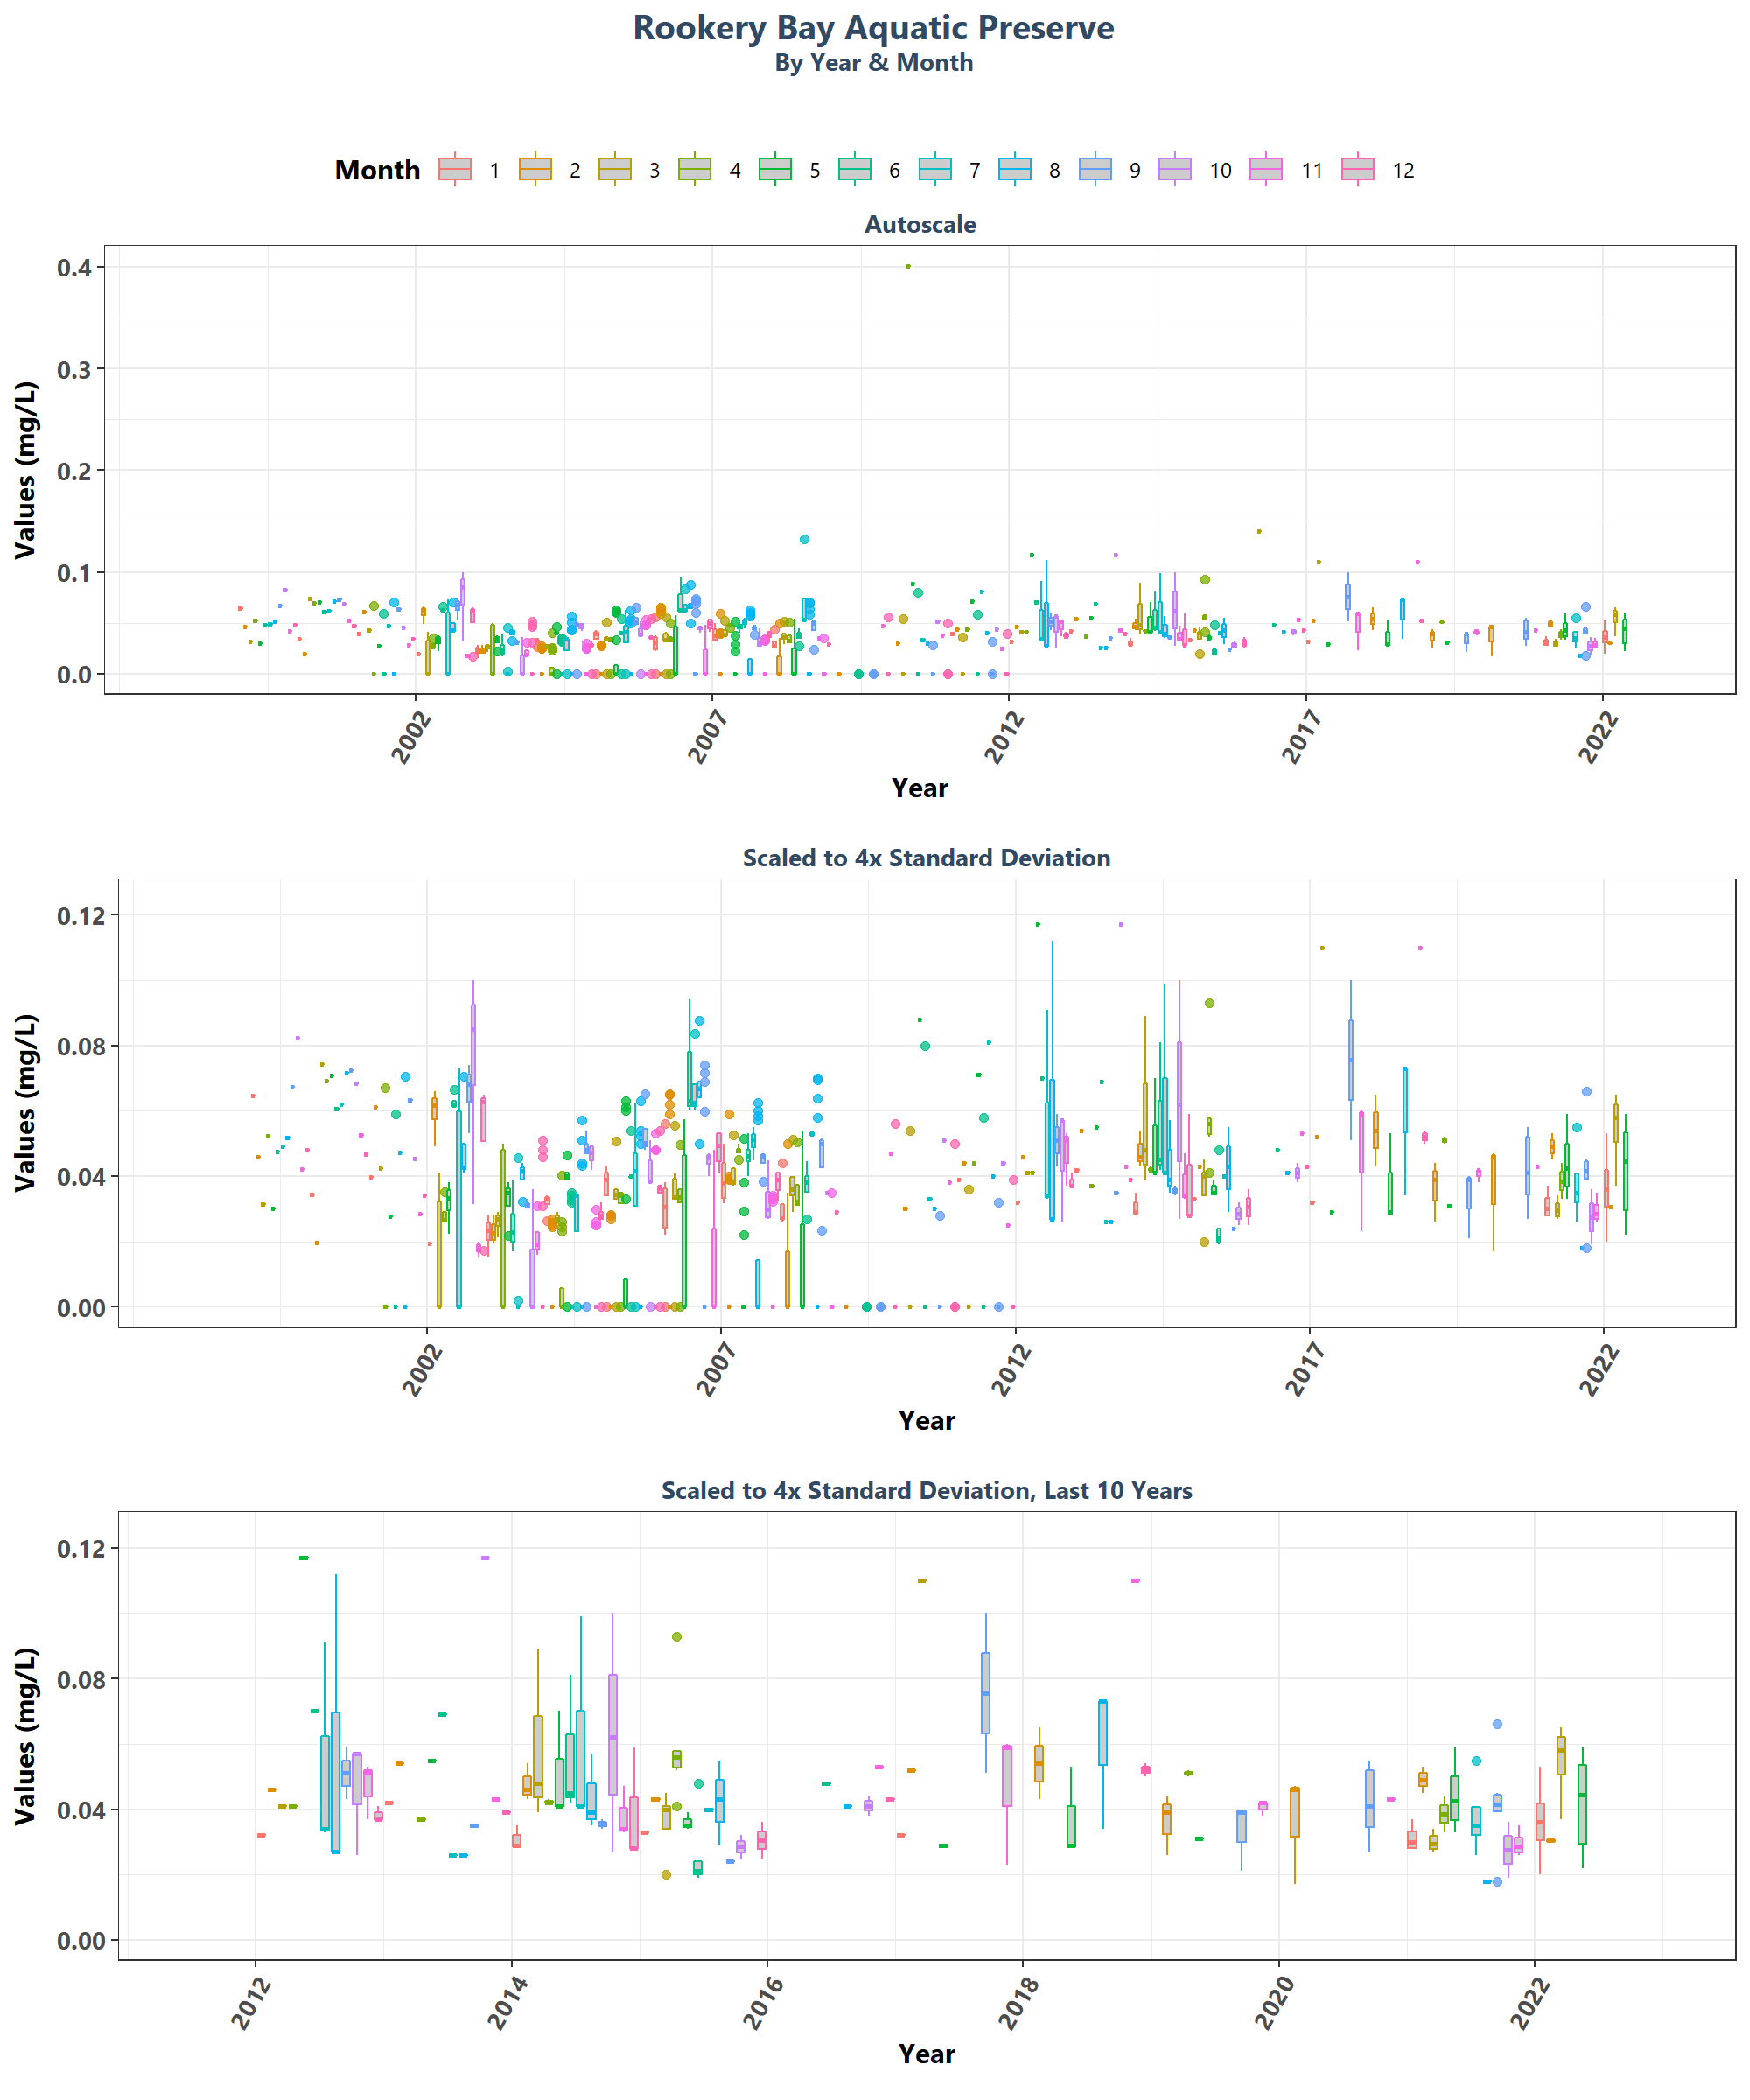 Rookery Bay Aquatic Preserve
By Year & Month
Month 1 2 3 4 5 6 7 8 9 10 11 12
Autoscale
Values (mg/L)
0.4
0.3
0.2
0.1
0.0
2002 2007 2012 2017 2022
Year
Scaled to 4x Standard Deviation
Values (mg/L)
0.12
0.08
0.04
0.00
2002 2007 2012 2017 2022
Year
Scaled to 4x Standard Deviation, Last 10 Years
Values (mg/L)
0.12
0.08
0.04
0.00
2012 2014 2016 2018 2020 2022
Year